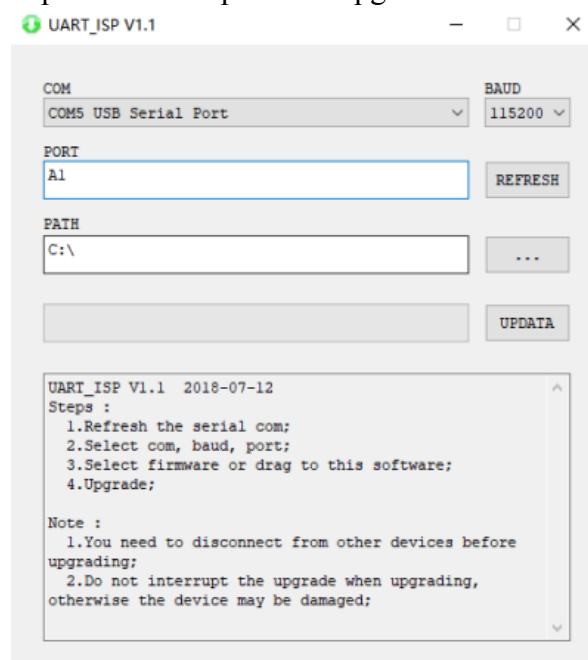 UART_ISP V1.1
COM
BAUD
COM5 USB Serial Port
115200
PORT
A1
REFRESH
PATH
C:\
...
UPDATA
UART_ISP V1.1  2018-07-12
Steps :
1.Refresh the serial com;
2.Select com, baud, port;
3.Select firmware or drag to this software;
4.Upgrade;
Note :
1.You need to disconnect from other devices before
upgrading;
2.Do not interrupt the upgrade when upgrading,
otherwise the device may be damaged;